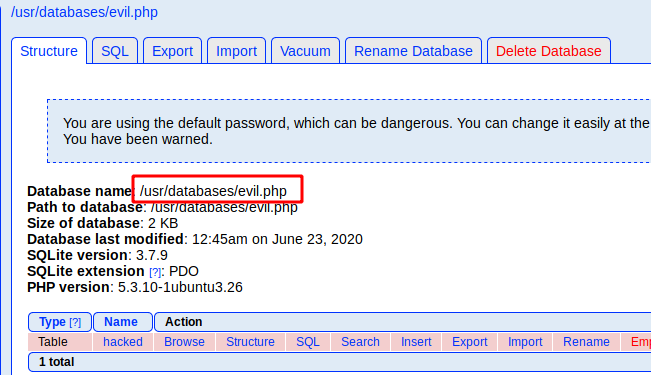 /usr/databases/evil.php
Structure SQL Export Import Vacuum Rename Database Delete Database
You are using the default password, which can be dangerous. You can change it easily at the
You have been warned.
Database name: /usr/databases/evil.php
Path to database: /usr/databases/evil.php
Size of database: 2 KB
Database last modified: 12:45am on June 23, 2020
SQLite version: 3.7.9
SQLite extension [?]: PDO
PHP version: 5.3.10-1ubuntu3.26
Type [?] Name Action
Table hacked Browse Structure SQL Search Insert Export Import Rename
1 total